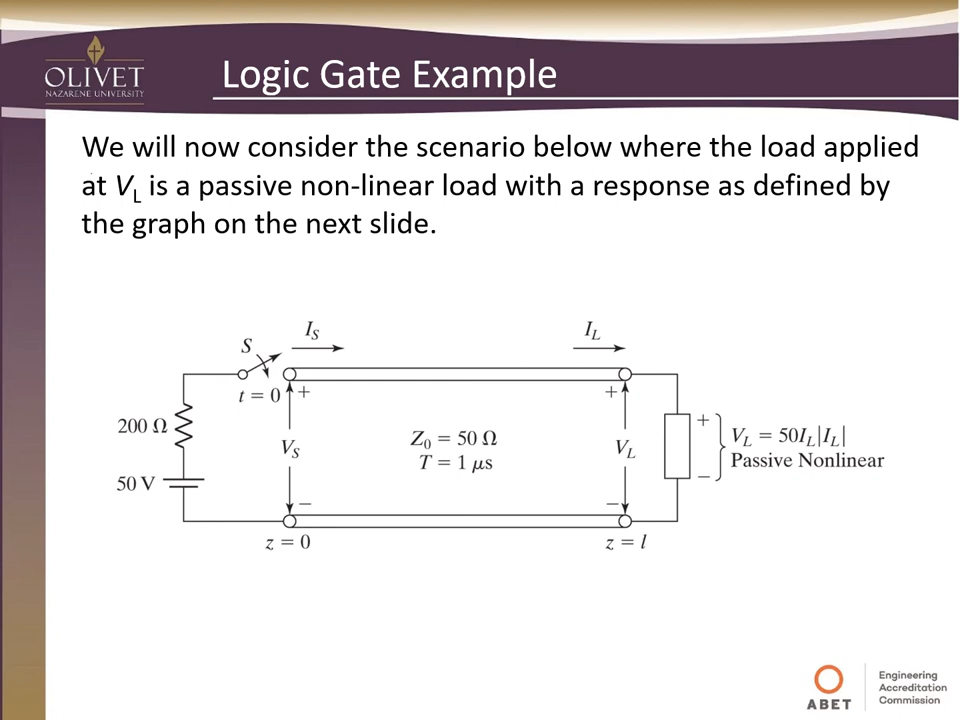 OLIVET
NAZARENE UNIVERSITY
Logic Gate Example
We will now consider the scenario below where the load applied
at V_L is a passive non-linear load with a response as defined by
the graph on the next slide.
I_S
I_L
S
t = 0
+
+
+
200 Ω
V_S
Z_0 = 50 Ω
V_L
V_L = 50I_L|I_L|
T = 1 μs
Passive Nonlinear
50 V
−
−
−
z = 0
z = l
ABET
Engineering
Accreditation
Commission